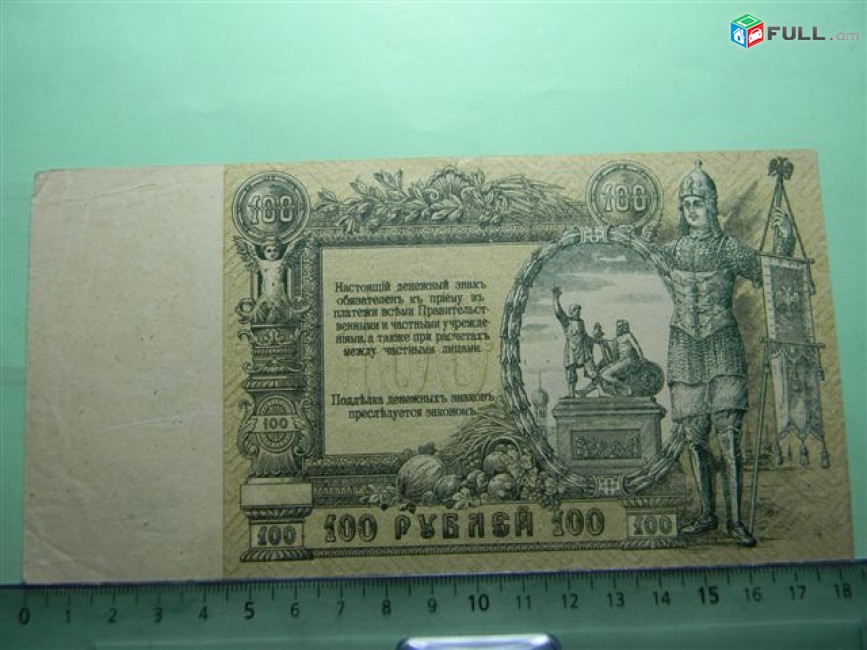 FULL.am
100
100
Настоящій денежный знакъ
обязателенъ къ пріему въ
платежи всѣми Правительст-
венными и частными учрежде-
ніями, а также при расчетахъ
между частными лицами.
100
Поддѣлка денежныхъ знаковъ
преслѣдуется закономъ.
100
100
100 РУБЛЕЙ 100
100
0 1 2 3 4 5 6 7 8 9 10 11 12 13 14 15 16 17 18